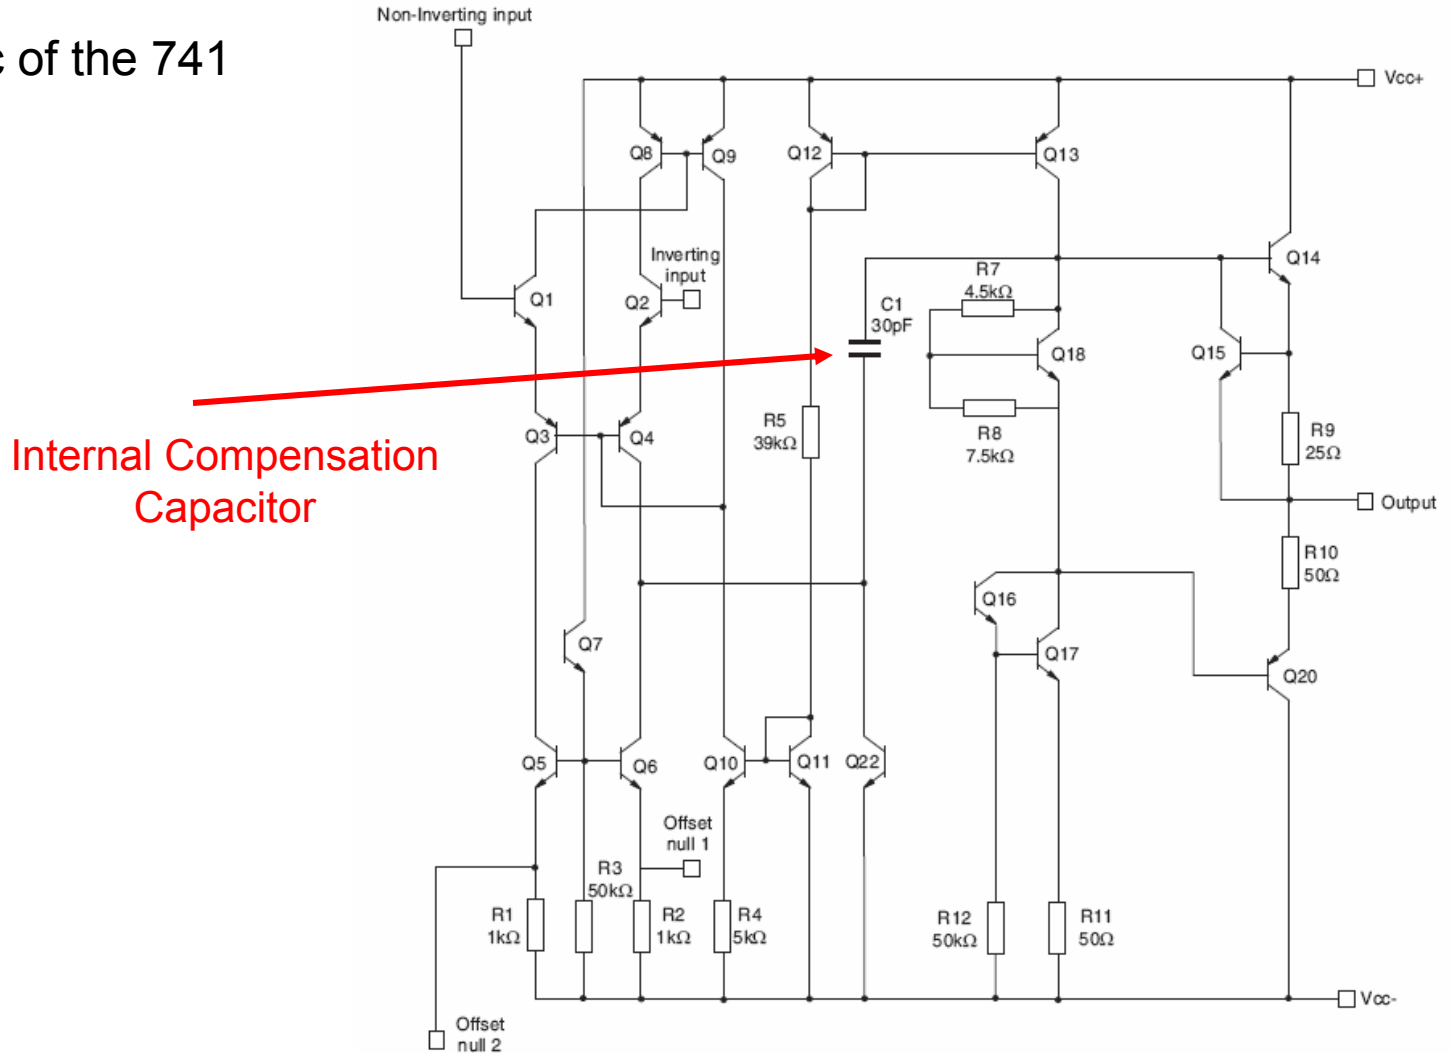 Non-Inverting input
c of the 741
Vcc+
Q8
Q9
Q12
Q13
Inverting
input
Q1
Q2
R7
4.5kΩ
C1
30pF
Q14
Q18
Q15
R5
39kΩ
R8
7.5kΩ
R9
25Ω
Q3
Q4
Internal Compensation
Capacitor
Output
R10
50Ω
Q16
Q7
Q17
Q20
Q5
Q6
Q10
Q11
Q22
Offset
null 1
R3
50kΩ
R1
1kΩ
R2
1kΩ
R4
5kΩ
R12
50kΩ
R11
50Ω
Vcc-
Offset
null 2